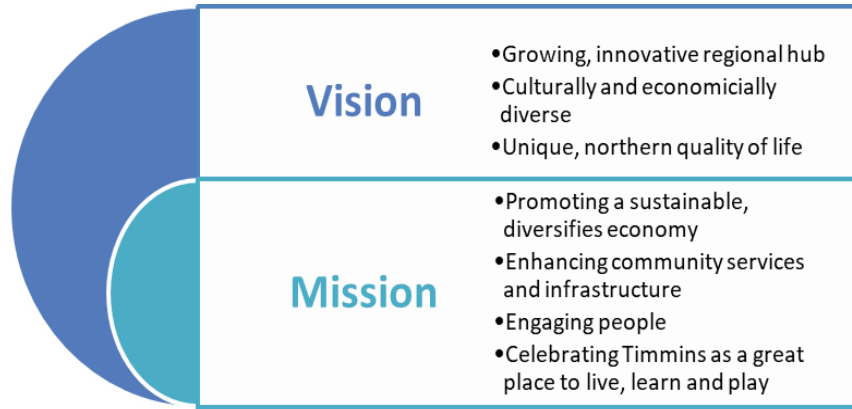 Vision
•Growing, innovative regional hub
•Culturally and economicially
diverse
•Unique, northern quality of life
Mission
•Promoting a sustainable,
diversifies economy
•Enhancing community services
and infrastructure
•Engaging people
•Celebrating Timmins as a great
place to live, learn and play